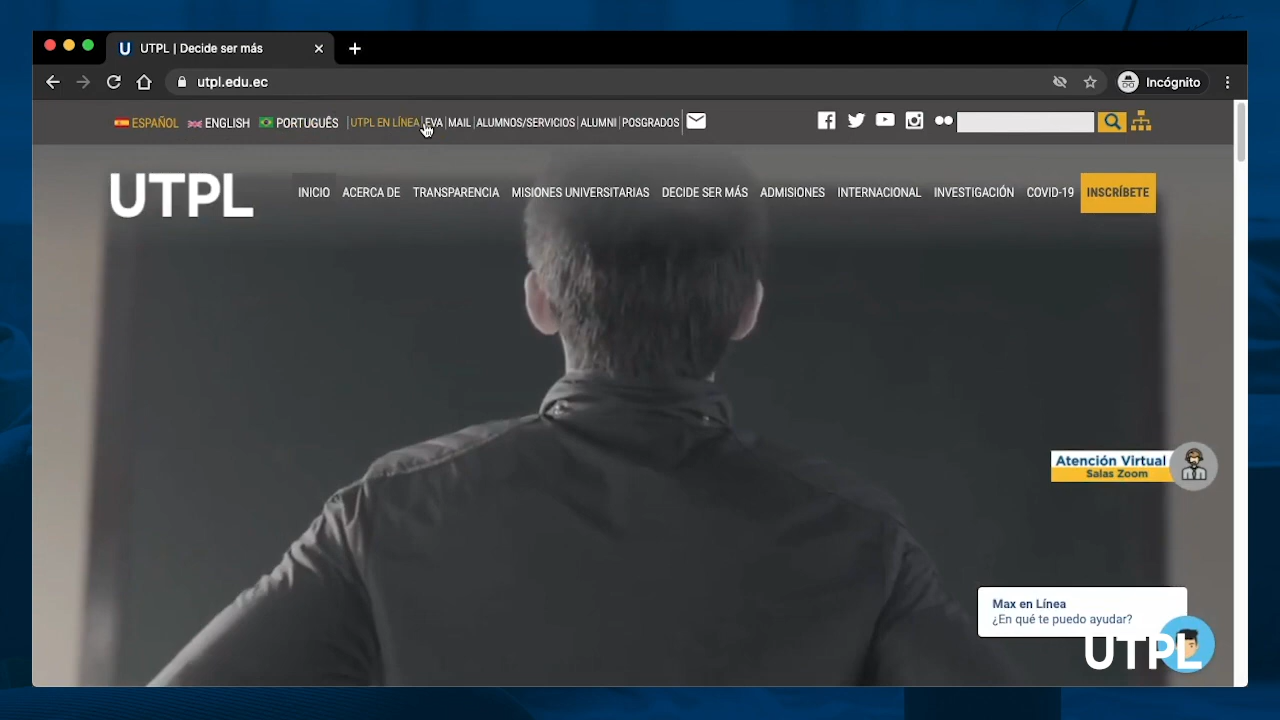 UTPL | Decide ser más
utpl.edu.ec
Incógnito
ESPAÑOL ENGLISH PORTUGUÊS | UTPL EN LÍNEA | EVA | MAIL | ALUMNOS/SERVICIOS | ALUMNI | POSGRADOS
UTPL
INICIO ACERCA DE TRANSPARENCIA MISIONES UNIVERSITARIAS DECIDE SER MÁS ADMISIONES INTERNACIONAL INVESTIGACIÓN COVID-19 INSCRÍBETE
Atención Virtual
Salas Zoom
Max en Línea
¿En qué te puedo ayudar?
UTPL